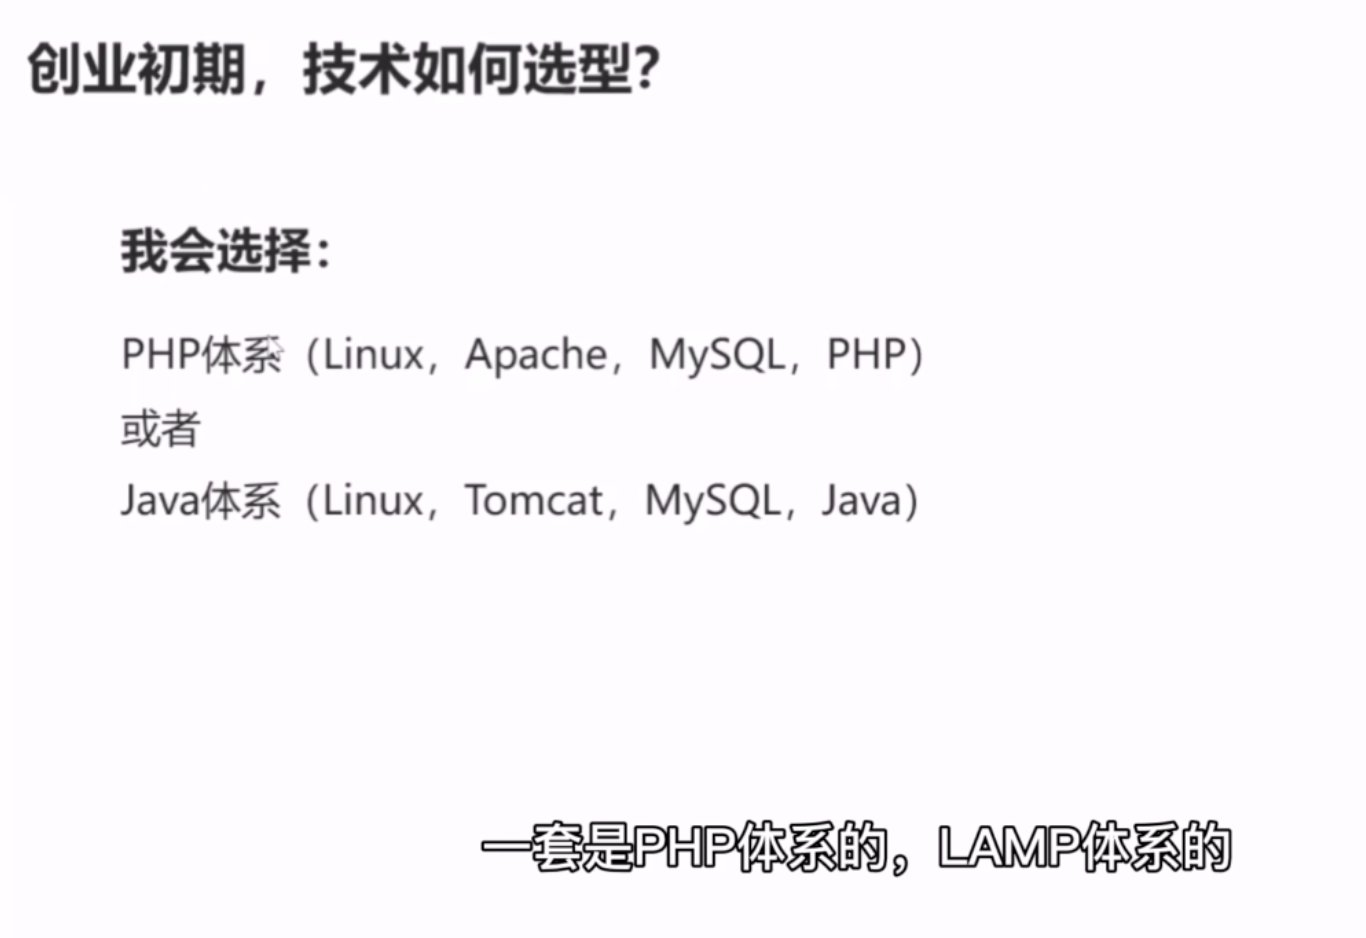 创业初期，技术如何选型？
我会选择：
PHP体系（Linux，Apache，MySQL，PHP）
或者
Java体系（Linux，Tomcat，MySQL，Java）
一套是PHP体系的，LAMP体系的